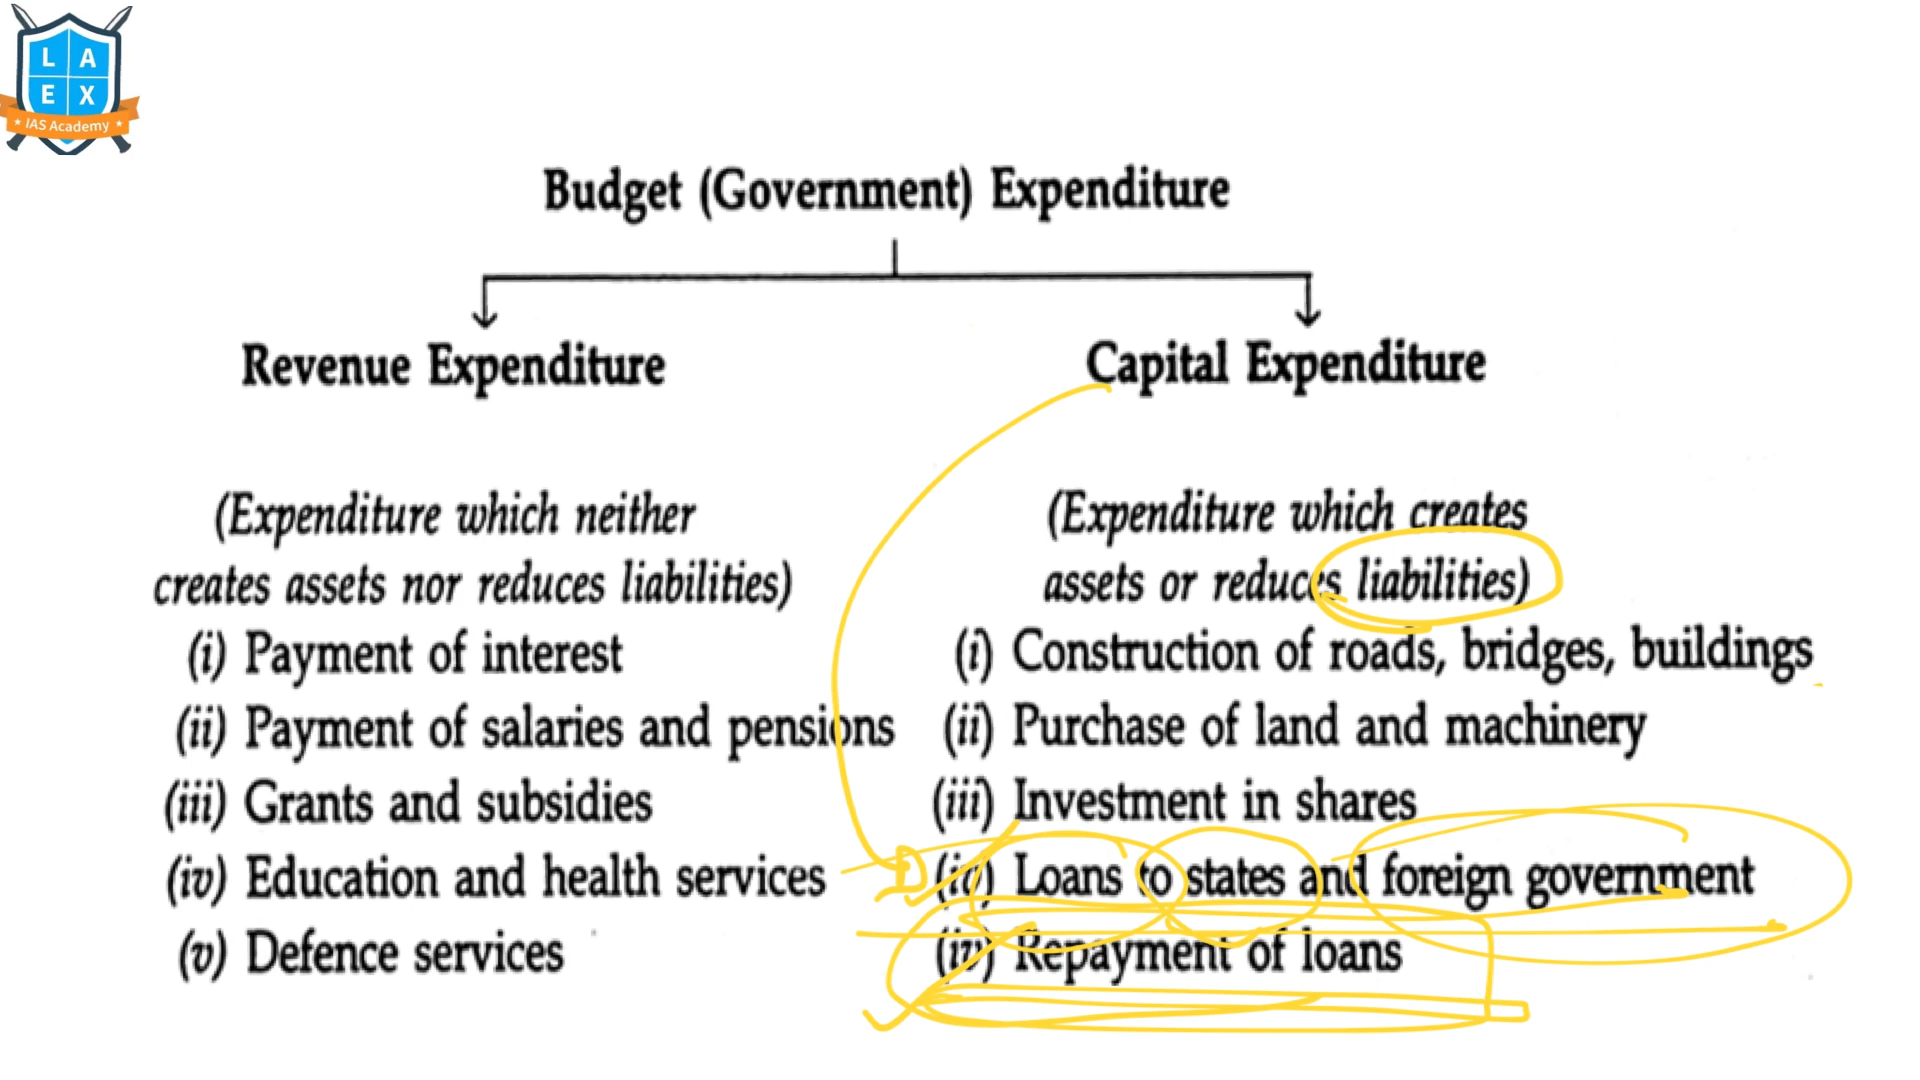 L A
E X
IAS Academy
Budget (Government) Expenditure
Revenue Expenditure
(Expenditure which neither
creates assets nor reduces liabilities)
(i) Payment of interest
(ii) Payment of salaries and pensions
(iii) Grants and subsidies
(iv) Education and health services
(v) Defence services
Capital Expenditure
(Expenditure which creates
assets or reduces liabilities)
(i) Construction of roads, bridges, buildings
(ii) Purchase of land and machinery
(iii) Investment in shares
Loans to states and foreign government
(iv) Repayment of loans